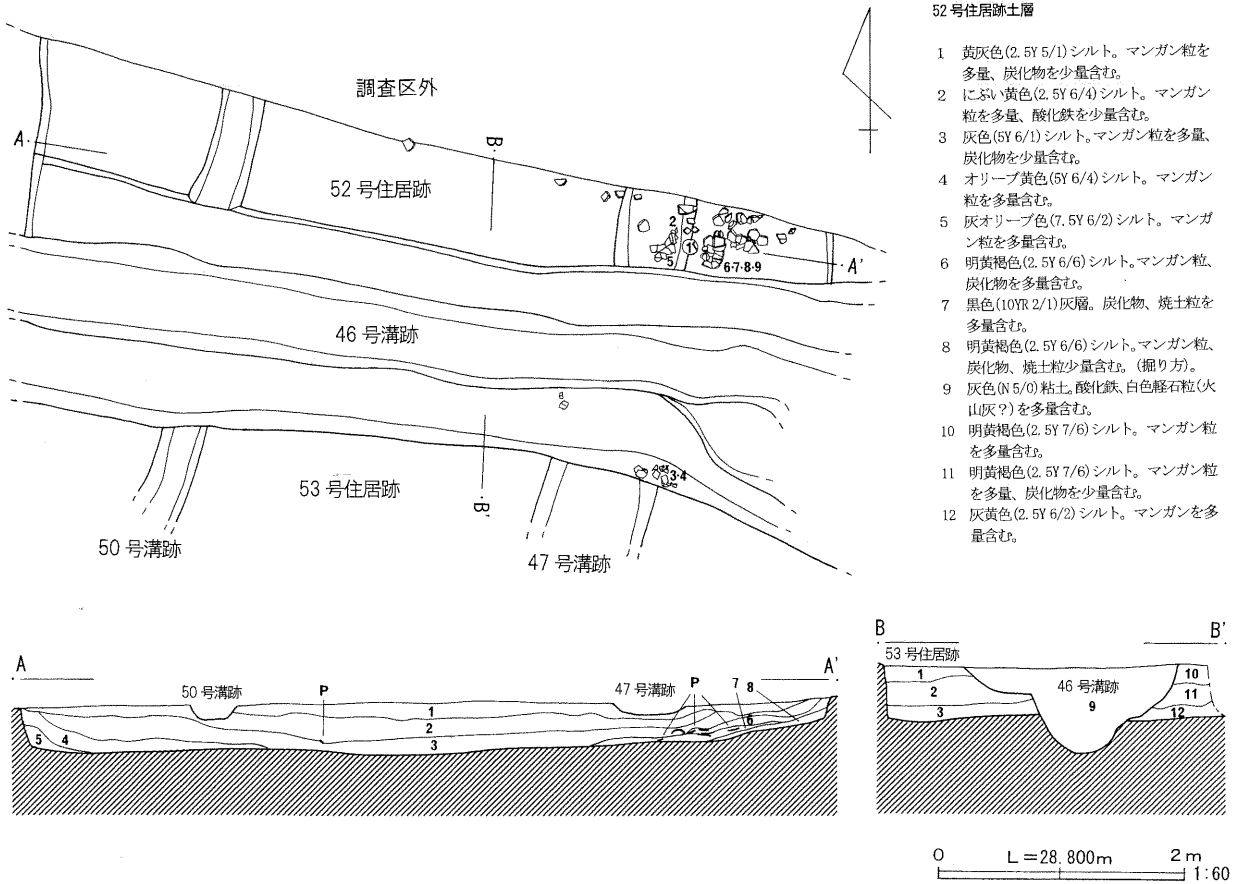 52号住居跡土層
1 黄灰色(2.5Y 5/1)シルト。マンガン粒を
多量、炭化物を少量含む。
2 にぶい黄色(2.5Y 6/4)シルト。マンガン
粒を多量、酸化鉄を少量含む。
3 灰色(5Y 6/1)シルト。マンガン粒を多量、
炭化物を少量含む。
4 オリーブ黄色(5Y 6/4)シルト。マンガン
粒を多量含む。
5 灰オリーブ色(7.5Y 6/2)シルト。マンガ
ン粒を多量含む。
6 明黄褐色(2.5Y 6/6)シルト。マンガン粒、
炭化物を多量含む。
7 黒色(10YR 2/1)灰層。炭化物、焼土粒を
多量含む。
8 明黄褐色(2.5Y 6/6)シルト。マンガン粒、
炭化物、焼土粒少量含む。(掘り方)。
9 灰色(N 5/0)粘土。酸化鉄、白色軽石粒(火
山灰？)を多量含む。
10 明黄褐色(2.5Y 7/6)シルト。マンガン粒
を多量含む。
11 明黄褐色(2.5Y 7/6)シルト。マンガン粒
を多量、炭化物を少量含む。
12 灰黄色(2.5Y 6/2)シルト。マンガンを多
量含む。
調査区外
A
B
52号住居跡
2
1
5
6・7・8・9
A'
46号溝跡
3・4
53号住居跡
B'
50号溝跡
47号溝跡
A
A'
50号溝跡
P
47号溝跡
P
7
8
1
6
2
3
5
4
B
B'
53号住居跡
1
2
3
46号溝跡
9
10
11
12
0
L=28.800m
2m
1:60